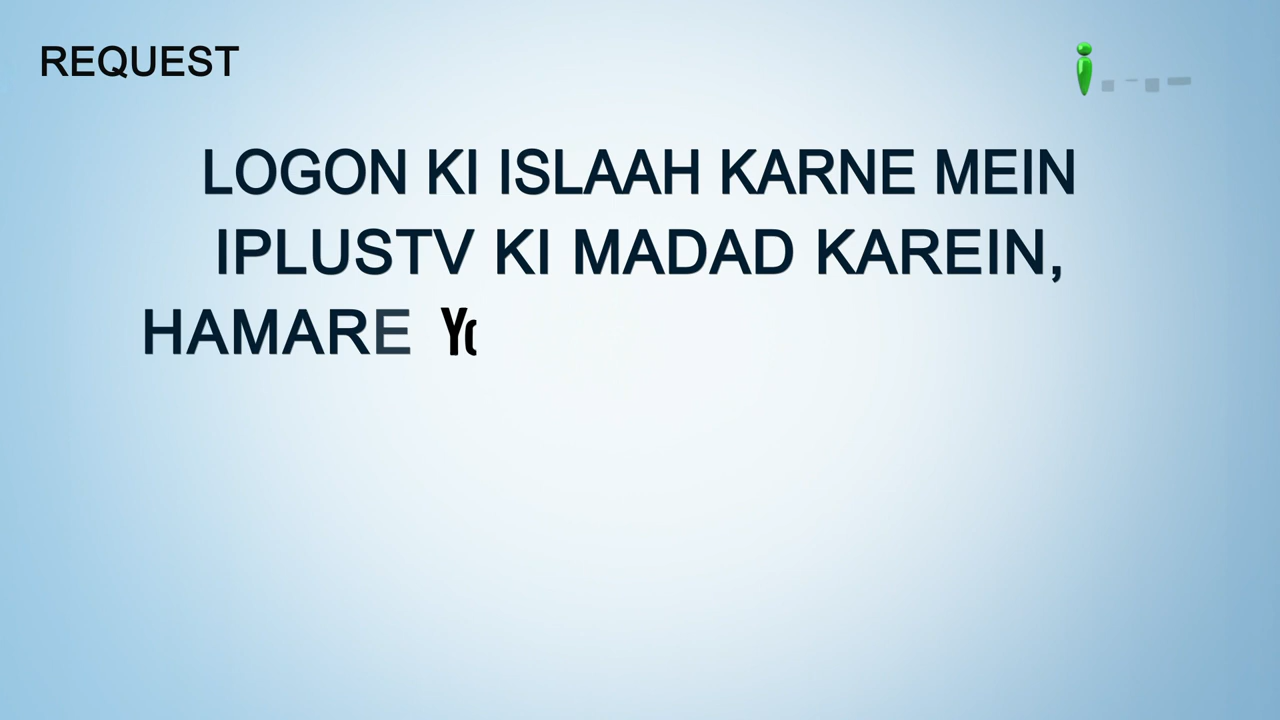 REQUEST
LOGON KI ISLAAH KARNE MEIN
IPLUSTV KI MADAD KAREIN,
HAMARE